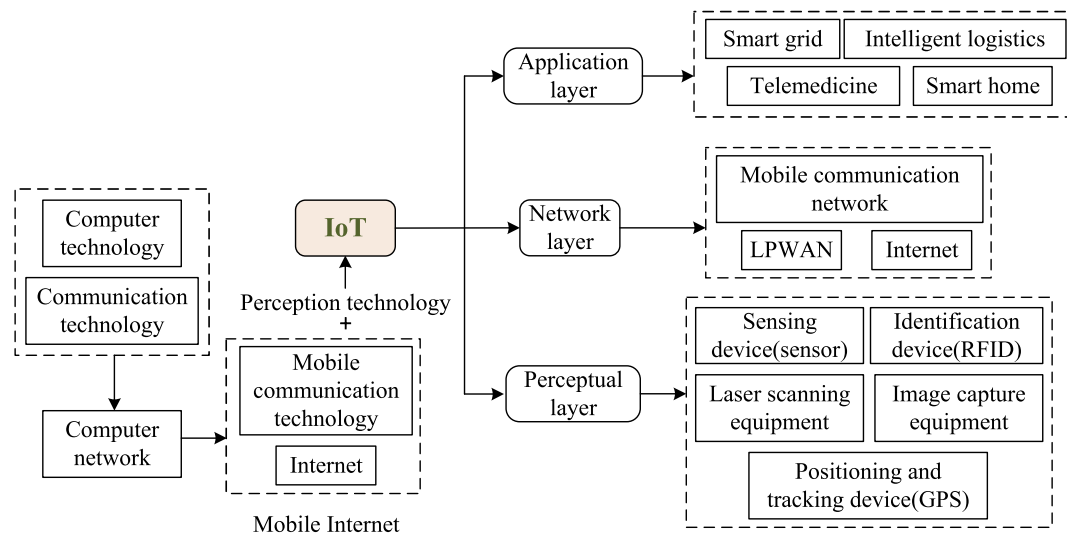 Computer
technology
Communication
technology
Computer
network
Mobile
communication
technology
Internet
Mobile Internet
Perception technology
+
IoT
Application
layer
Smart grid
Intelligent logistics
Telemedicine
Smart home
Network
layer
Mobile communication
network
LPWAN
Internet
Perceptual
layer
Sensing
device(sensor)
Identification
device(RFID)
Laser scanning
equipment
Image capture
equipment
Positioning and
tracking device(GPS)